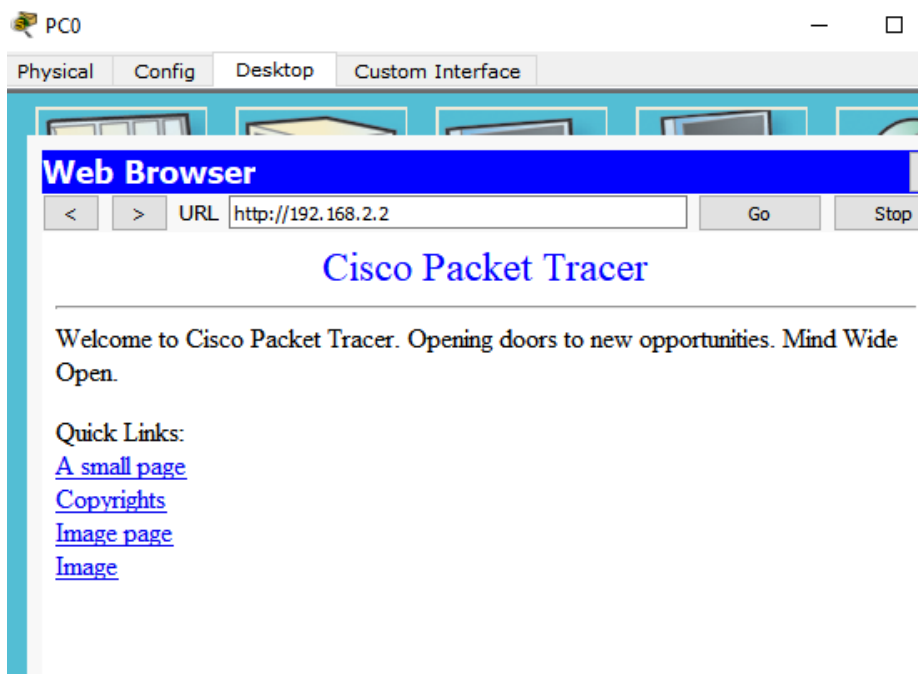 PC0
Physical Config Desktop Custom Interface
Web Browser
< > URL http://192.168.2.2 Go Stop
Cisco Packet Tracer
Welcome to Cisco Packet Tracer. Opening doors to new opportunities. Mind Wide
Open.
Quick Links:
A small page
Copyrights
Image page
Image